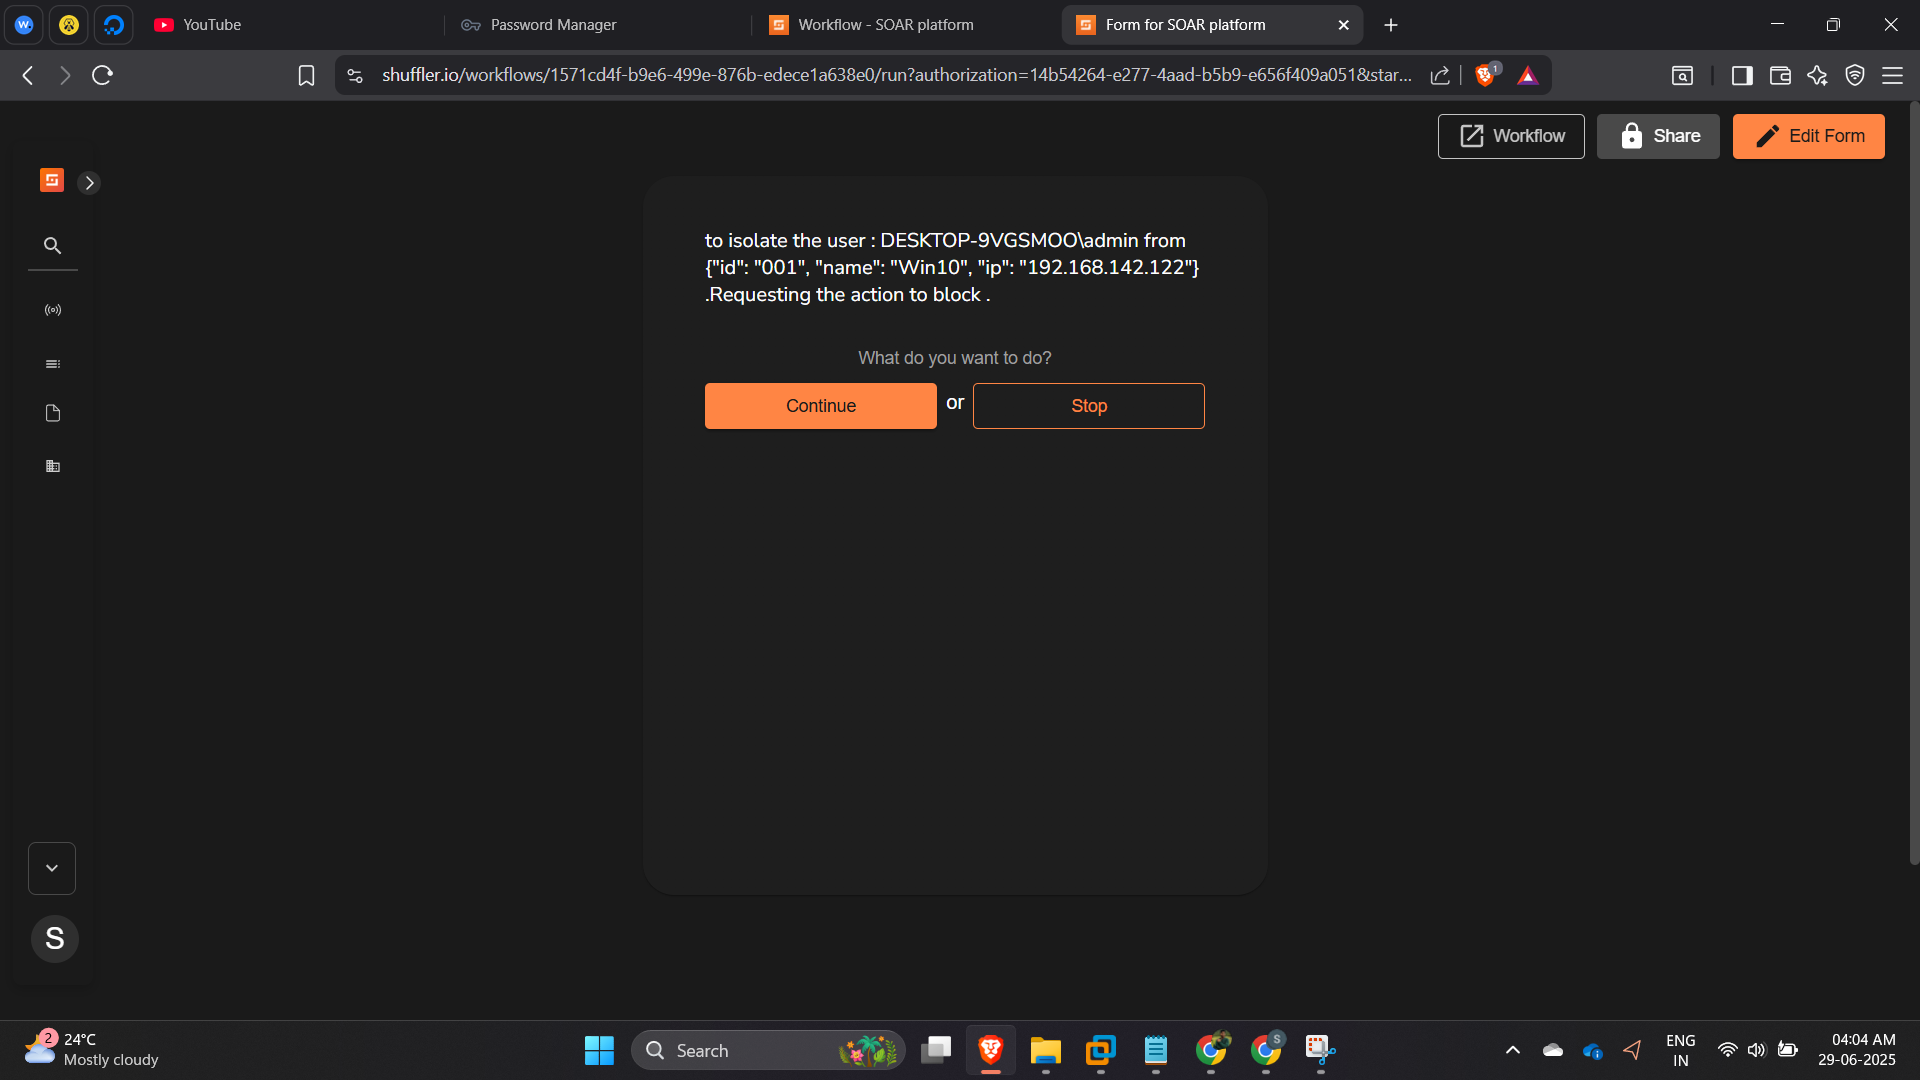 YouTube
Password Manager
Workflow - SOAR platform
Form for SOAR platform
shuffler.io/workflows/1571cd4f-b9e6-499e-876b-edece1a638e0/run?authorization=14b54264-e277-4aad-b5b9-e656f409a051&star...
1
Workflow
Share
Edit Form
to isolate the user : DESKTOP-9VGSMOO\admin from
{"id": "001", "name": "Win10", "ip": "192.168.142.122"}
.Requesting the action to block .
What do you want to do?
Continue
or
Stop
S
2
24°C
Mostly cloudy
Search
S
ENG
IN
04:04 AM
29-06-2025